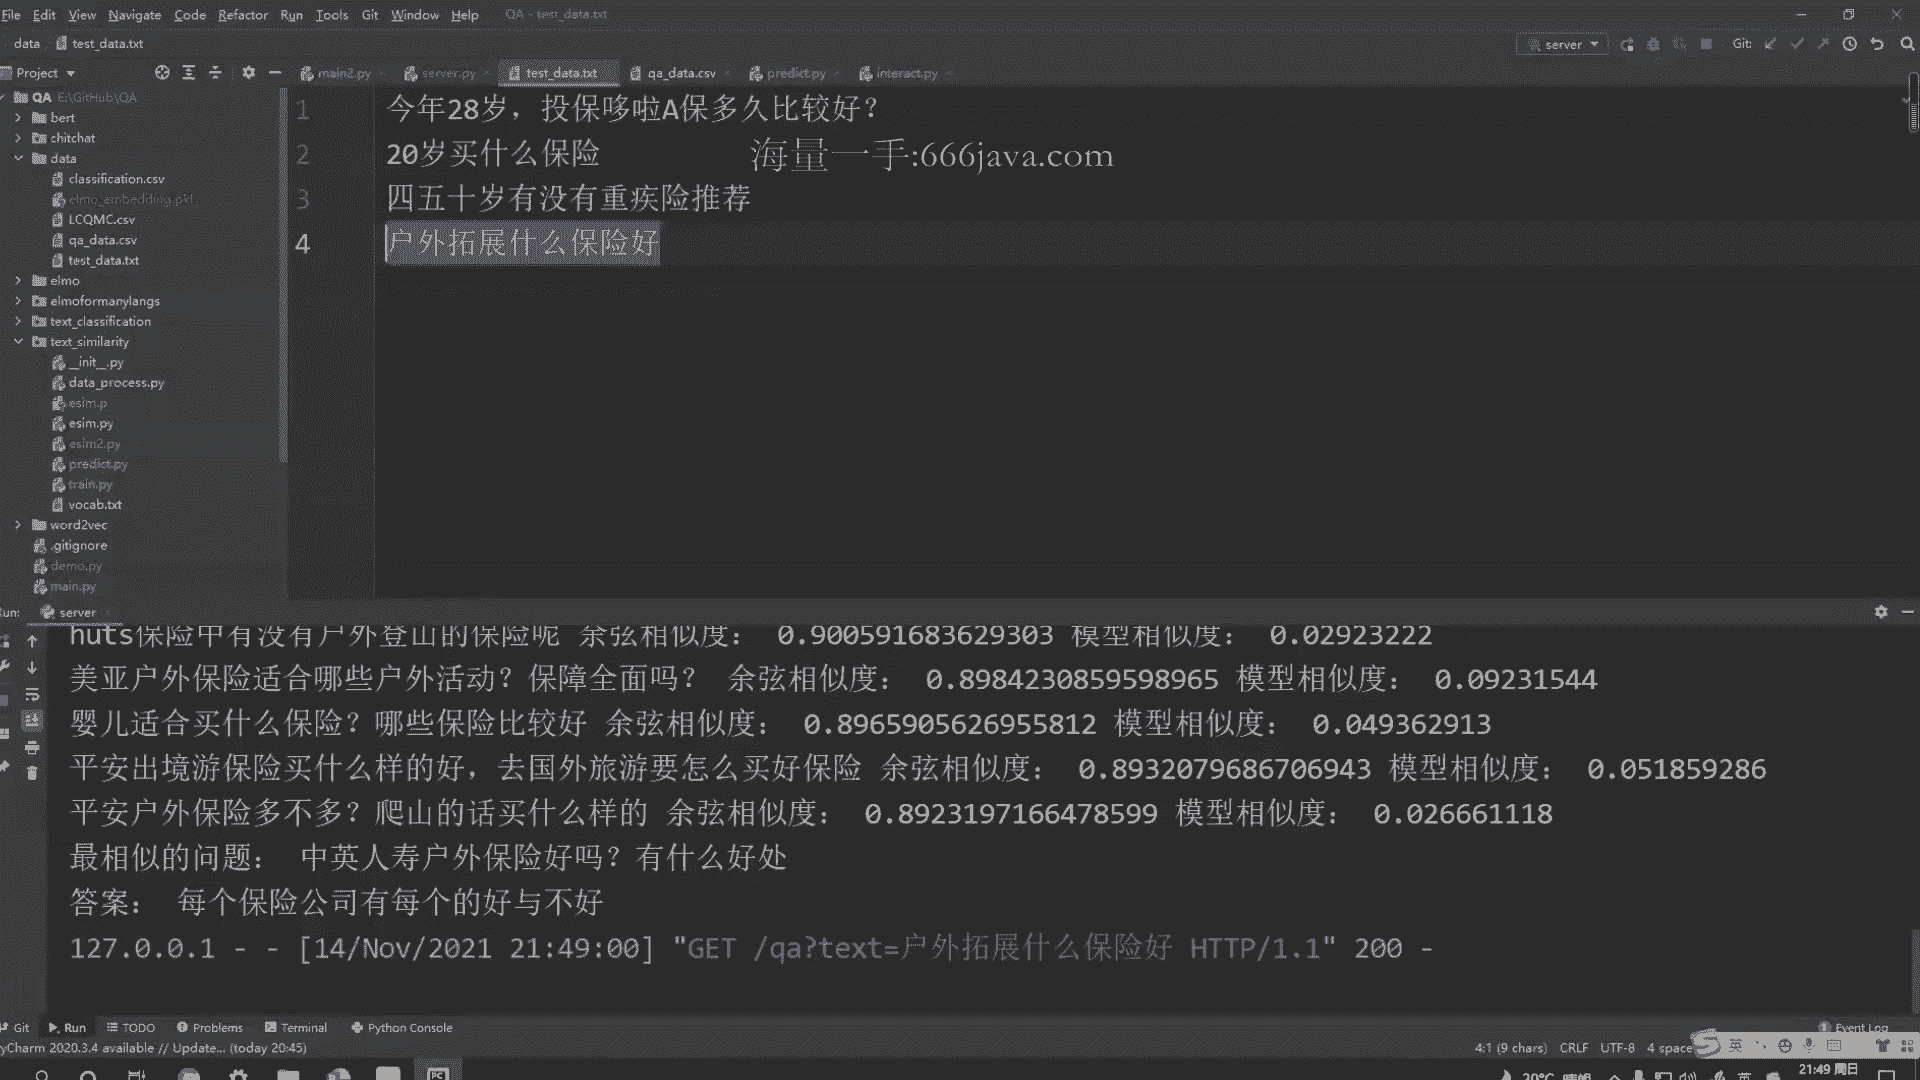 File Edit View Navigate Code Refactor Run Tools Git Window Help QA - test_data.txt
data test_data.txt
server Git:
Project main2.py server.py test_data.txt qa_data.csv predict.py interact.py
QA E:\GitHub\QA
bert
chitchat
data
classification.csv
elmo_embedding.pkl
LCQMC.csv
qa_data.csv
test_data.txt
elmo
elmoformanylangs
text_classification
text_similarity
__init__.py
data_process.py
esim.p
esim.py
esim2.py
predict.py
train.py
vocab.txt
word2vec
.gitignore
demo.py
main.py
1 今年28岁，投保哆啦A保多久比较好？
2 20岁买什么保险
海量一手:666java.com
3 四五十岁有没有重疾险推荐
4 户外拓展什么保险好
un: server
huts保险中有没有户外登山的保险呢 余弦相似度： 0.900591683629303 模型相似度： 0.02923222
美亚户外保险适合哪些户外活动？保障全面吗？ 余弦相似度： 0.8984230859598965 模型相似度： 0.09231544
婴儿适合买什么保险？哪些保险比较好 余弦相似度： 0.8965905626955812 模型相似度： 0.049362913
平安出境游保险买什么样的好，去国外旅游要怎么买好保险 余弦相似度： 0.8932079686706943 模型相似度： 0.051859286
平安户外保险多不多？爬山的话买什么样的 余弦相似度： 0.8923197166478599 模型相似度： 0.026661118
最相似的问题： 中英人寿户外保险好吗？有什么好处
答案： 每个保险公司有每个的好与不好
127.0.0.1 - - [14/Nov/2021 21:49:00] "GET /qa?text=户外拓展什么保险好 HTTP/1.1" 200 -
Git Run TODO Problems Terminal Python Console 1 Event Log
yCharm 2020.3.4 available // Update... (today 20:45) 4:1 (9 chars) CRLF UTF-8 4 space 英
20°C 英 21:49 周日